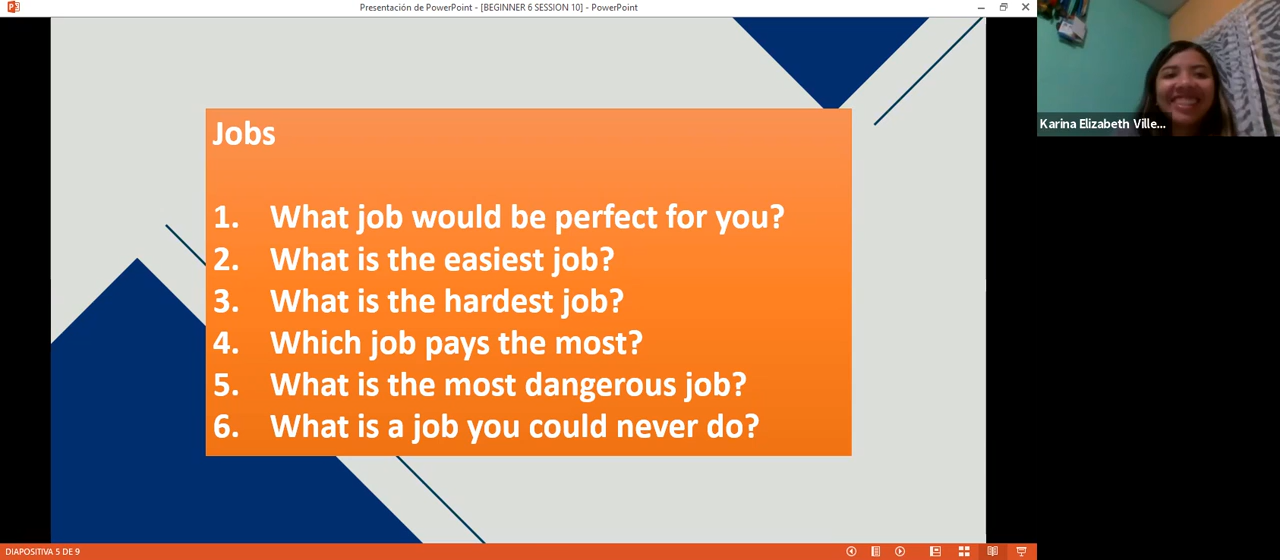 Presentación de PowerPoint - [BEGINNER 6 SESSION 10] - PowerPoint
Karina Elizabeth Ville...
Jobs
1. What job would be perfect for you?
2. What is the easiest job?
3. What is the hardest job?
4. Which job pays the most?
5. What is the most dangerous job?
6. What is a job you could never do?
DIAPOSITIVA 5 DE 9